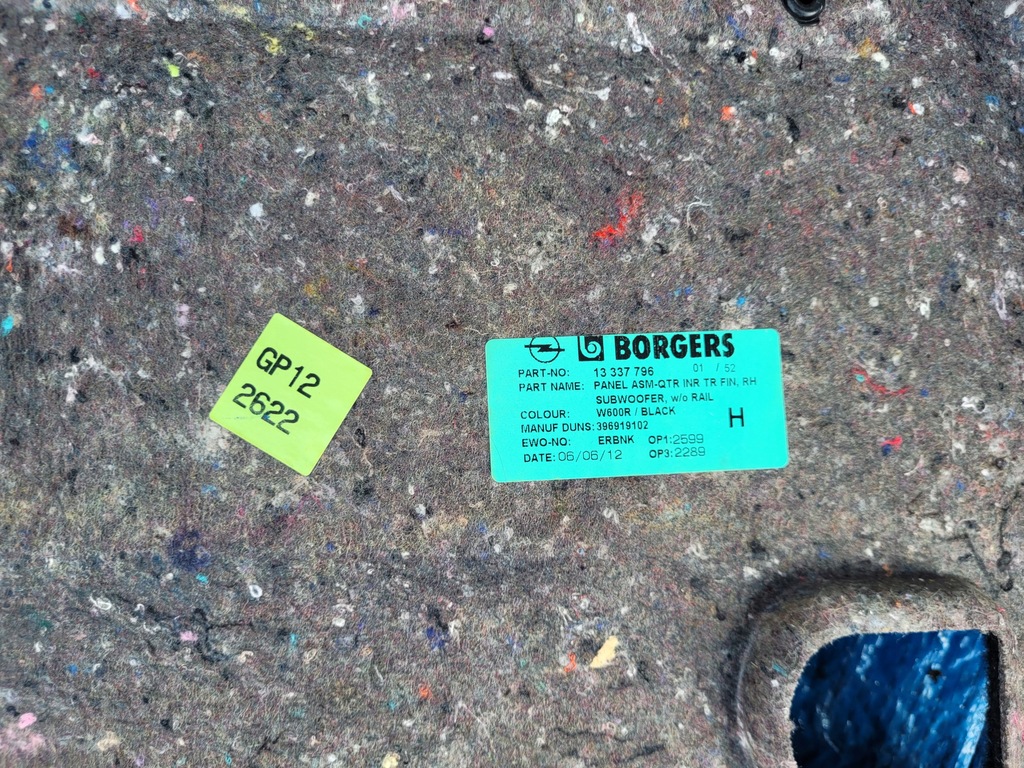 GP12
2622
BORGERS
PART-NO: 13 337 796 01 / 52
PART NAME: PANEL ASM-QTR INR TR FIN, RH
SUBWOOFER, w/o RAIL
COLOUR: W600R / BLACK
H
MANUF DUNS: 396919102
EWO-NO: ERBNK OP1:2599
DATE: 06/06/12 OP3:2289